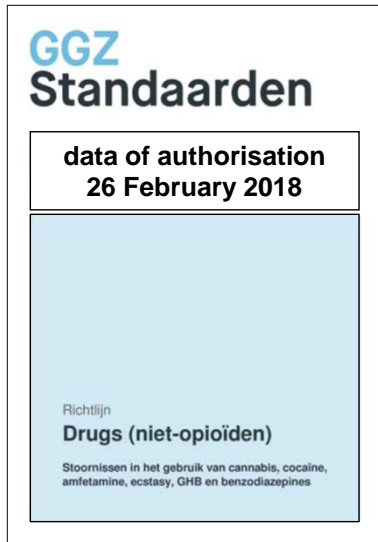 GGZ
Standaarden
data of authorisation
26 February 2018
Richtlijn
Drugs (niet-opioïden)
Stoornissen in het gebruik van cannabis, cocaïne,
amfetamine, ecstasy, GHB en benzodiazepines